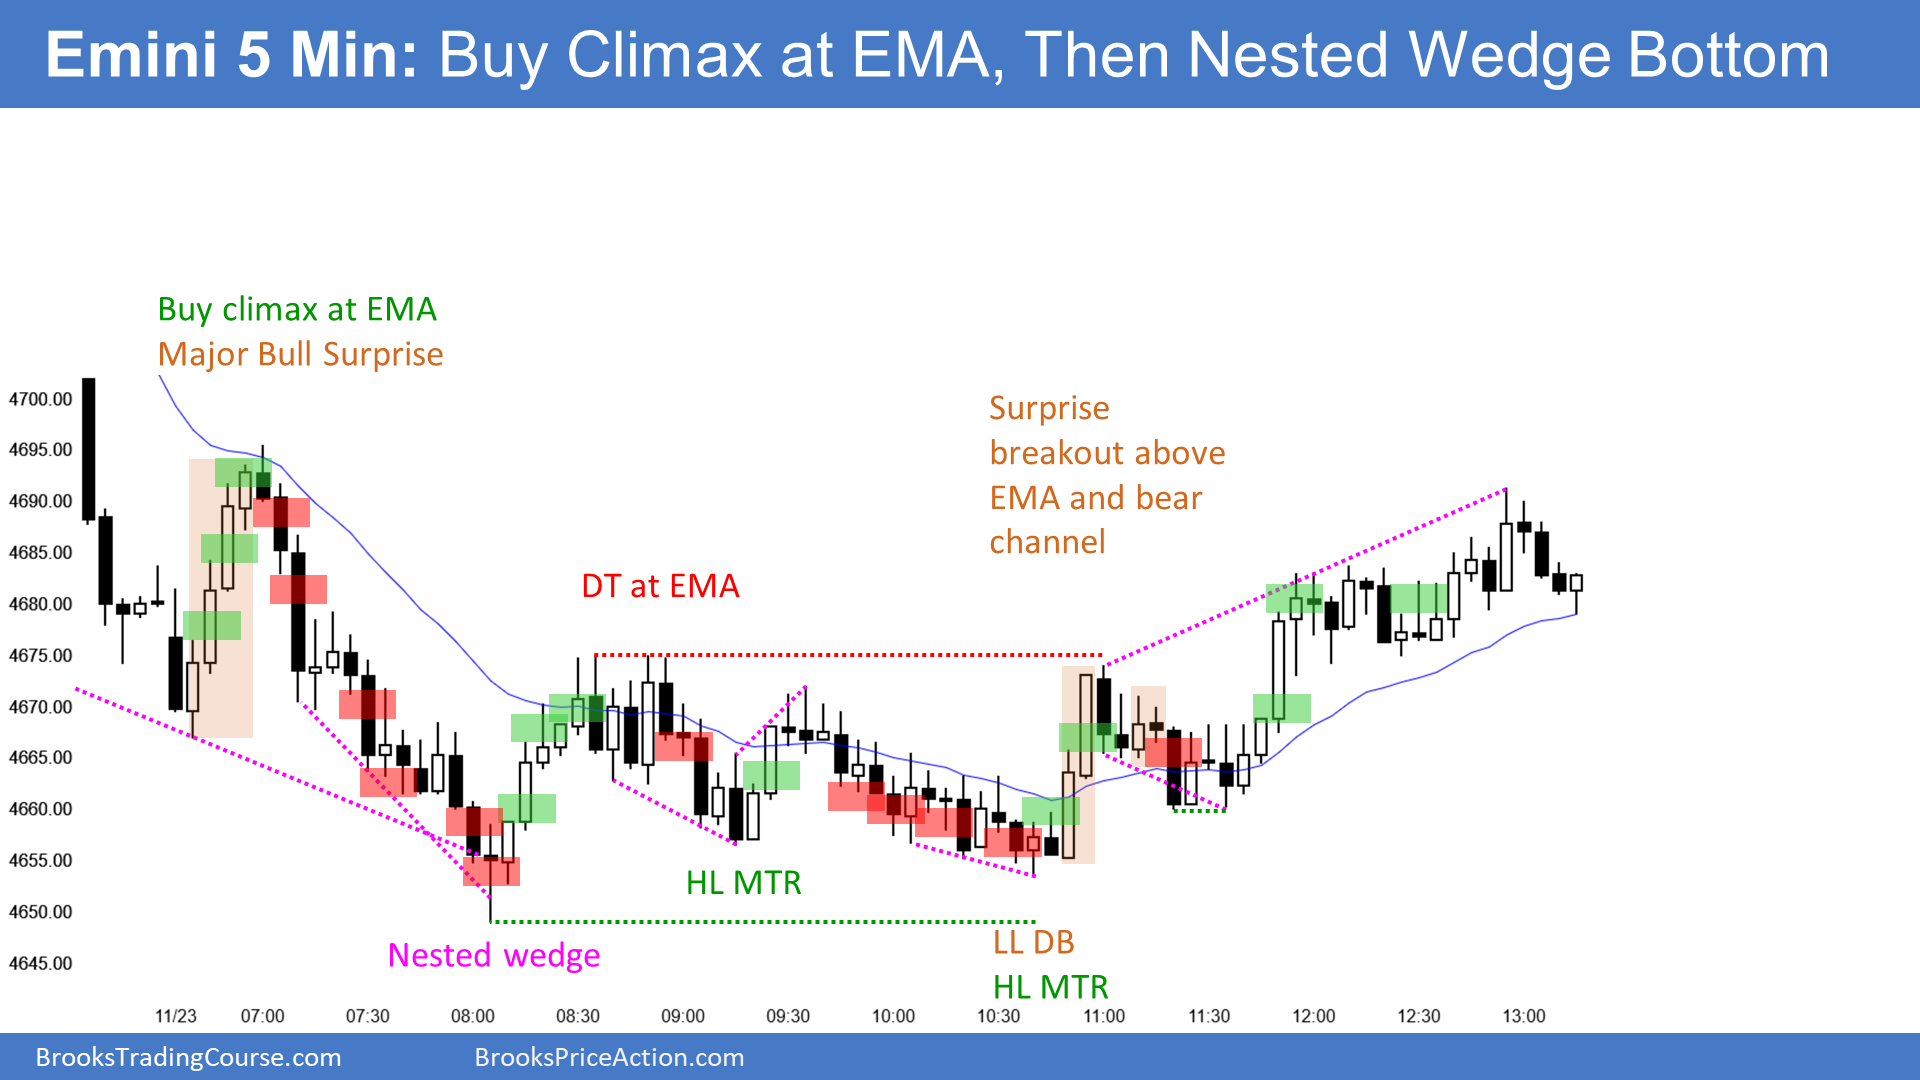 Emini 5 Min: Buy Climax at EMA, Then Nested Wedge Bottom
Buy climax at EMA
Major Bull Surprise
4700.00
4695.00
4690.00
4685.00
4680.00
4675.00
4670.00
4665.00
4660.00
4655.00
4650.00
4645.00
Surprise
breakout above
EMA and bear
channel
DT at EMA
HL MTR
Nested wedge
LL DB
HL MTR
11/23 07:00 07:30 08:00 08:30 09:00 09:30 10:00 10:30 11:00 11:30 12:00 12:30 13:00
BrooksTradingCourse.com
BrooksPriceAction.com